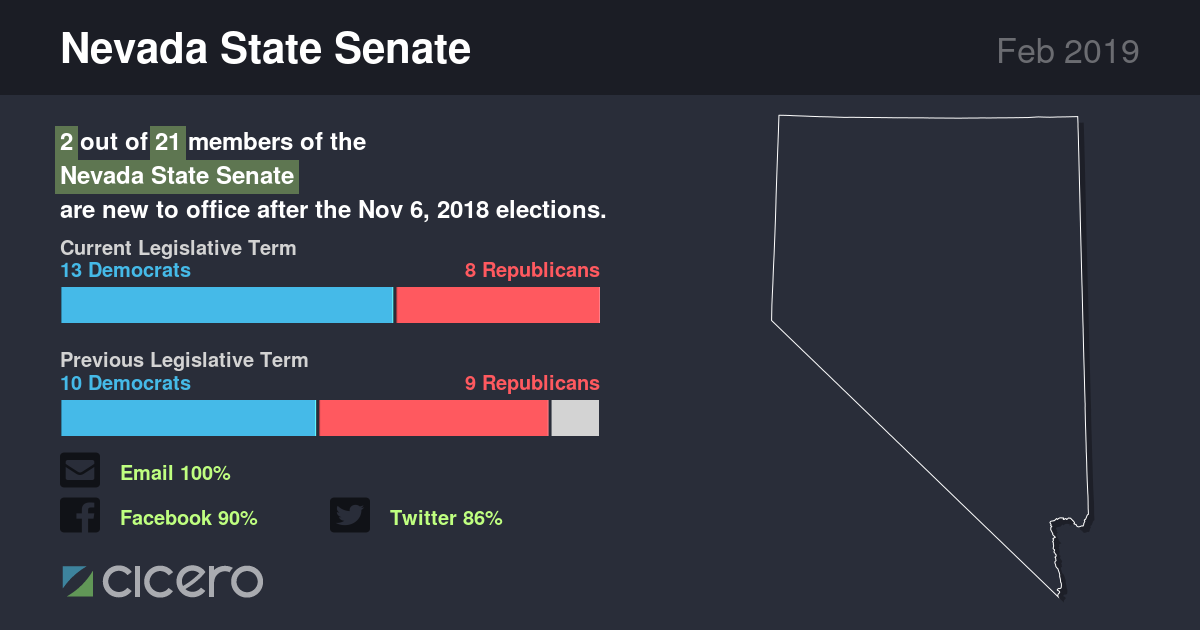 Nevada State Senate
Feb 2019
2 out of 21 members of the
Nevada State Senate
are new to office after the Nov 6, 2018 elections.
Current Legislative Term
13 Democrats 8 Republicans
Previous Legislative Term
10 Democrats 9 Republicans
Email 100%
Facebook 90% Twitter 86%
cicero